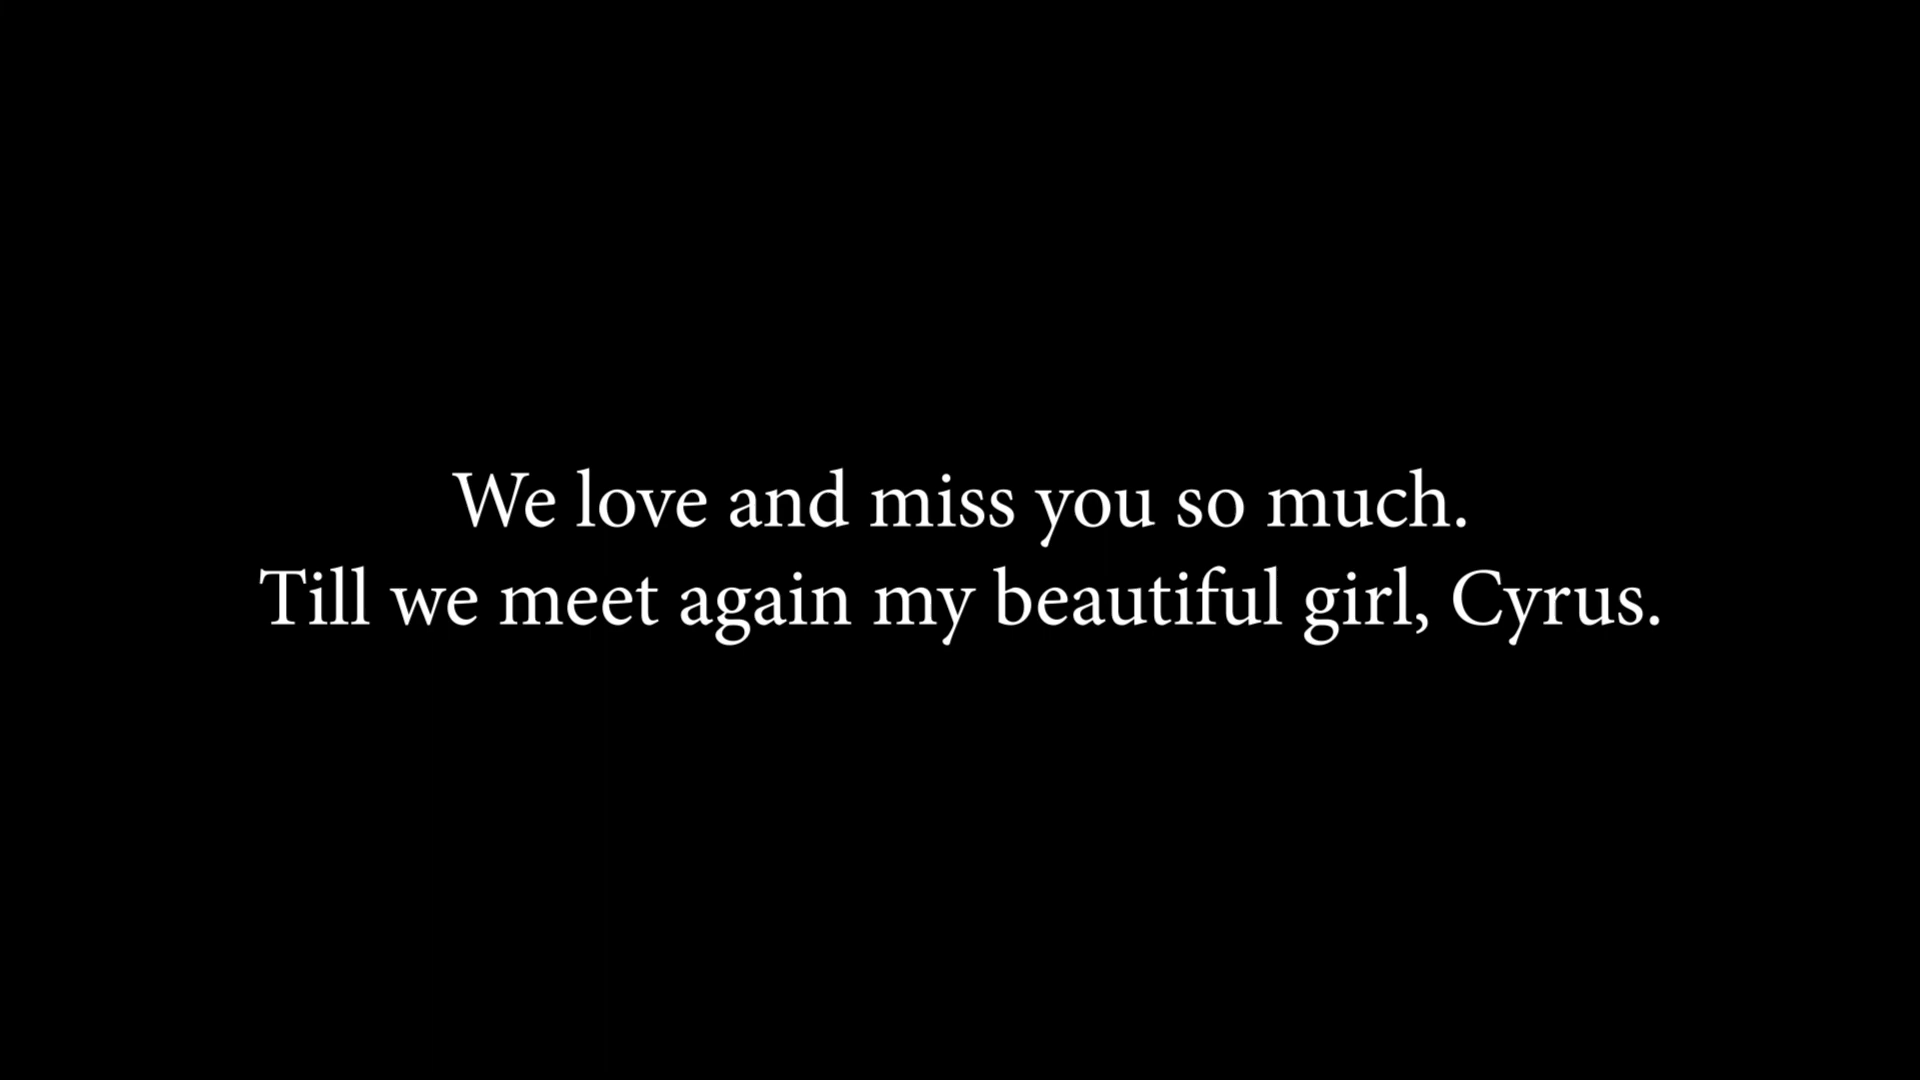 We love and miss you so much.
Till we meet again my beautiful girl, Cyrus.